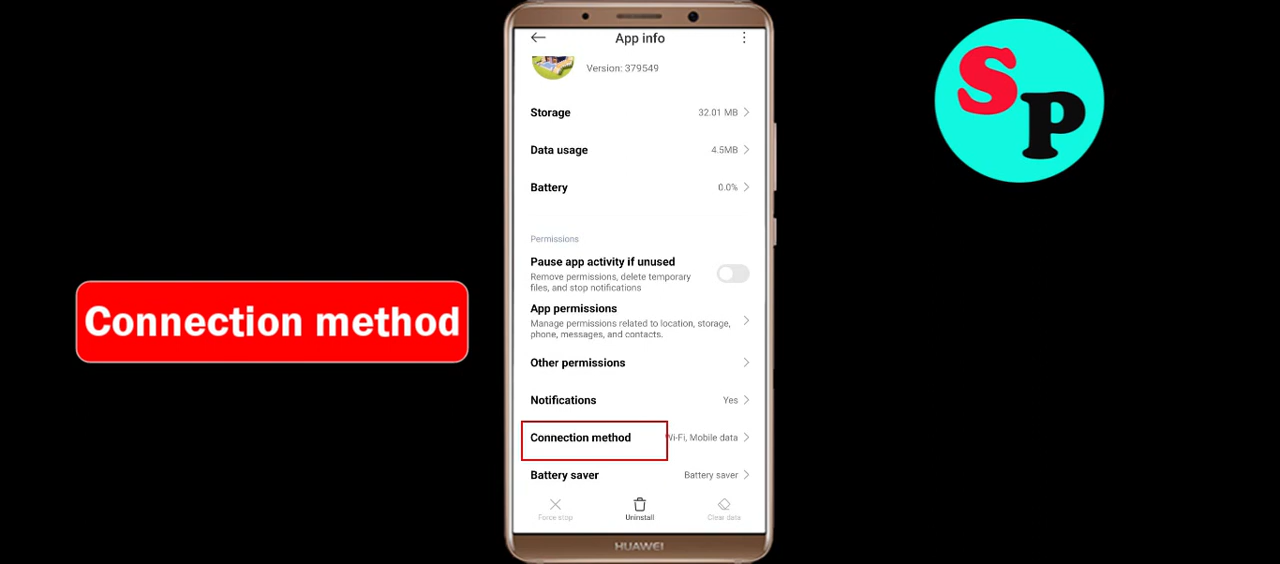 App info
Version: 379549
Storage 32.01 MB
Data usage 4.5MB
Battery 0.0%
Permissions
Pause app activity if unused
Remove permissions, delete temporary
files, and stop notifications
App permissions
Manage permissions related to location, storage,
phone, messages, and contacts.
Other permissions
Notifications Yes
Connection method Wi-Fi, Mobile data
Battery saver Battery saver
Force stop Uninstall Clear data
HUAWEI
Connection method
SP